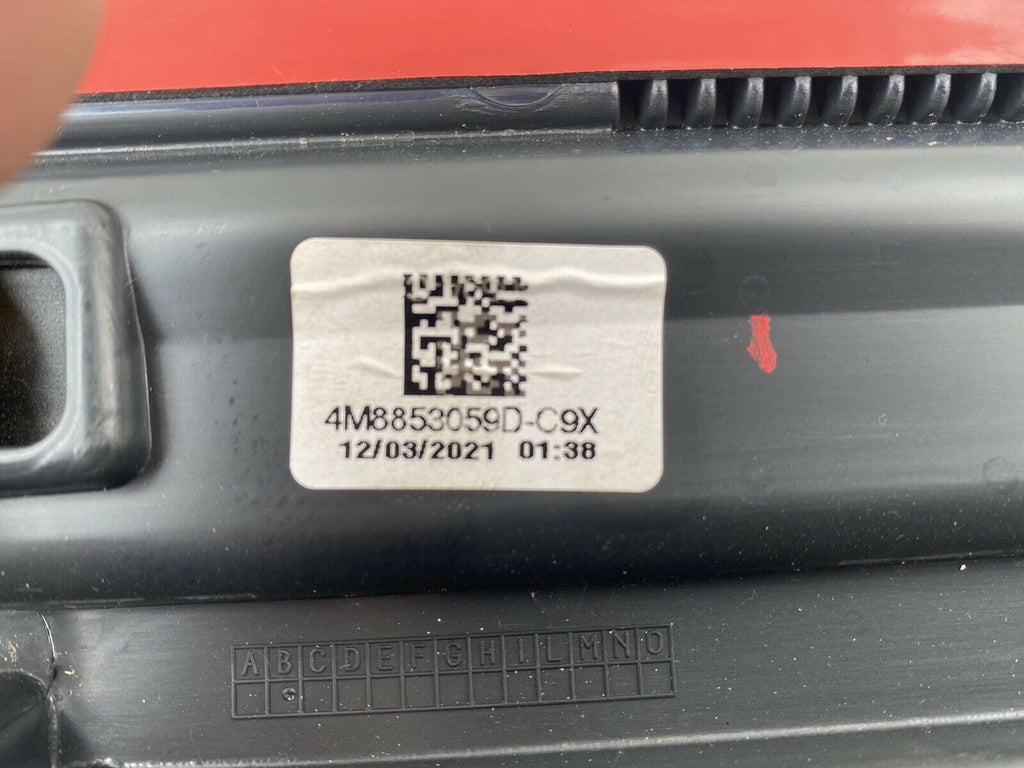 4M8853059D-C9X
12/03/2021 01:38
A B C D E F G H I L M N O